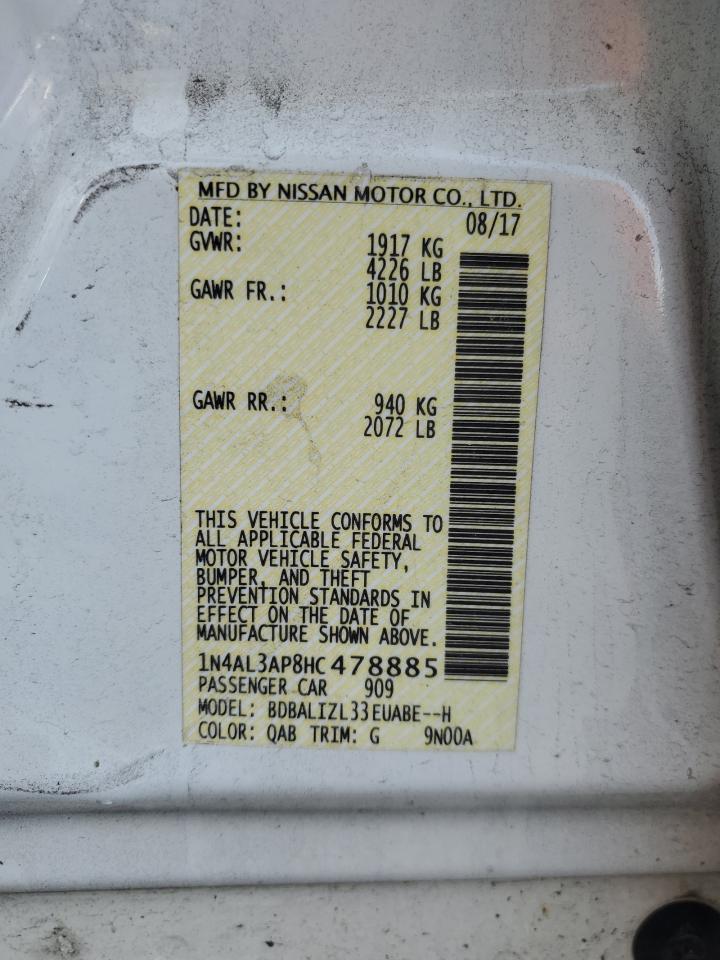 MFD BY NISSAN MOTOR CO., LTD.
DATE: 08/17
GVWR: 1917 KG
4226 LB
GAWR FR.: 1010 KG
2227 LB
GAWR RR.: 940 KG
2072 LB
THIS VEHICLE CONFORMS TO
ALL APPLICABLE FEDERAL
MOTOR VEHICLE SAFETY,
BUMPER, AND THEFT
PREVENTION STANDARDS IN
EFFECT ON THE DATE OF
MANUFACTURE SHOWN ABOVE.
1N4AL3AP8HC478885
PASSENGER CAR 909
MODEL: BDBALIZL33EUABE--H
COLOR: QAB TRIM: G 9N00A